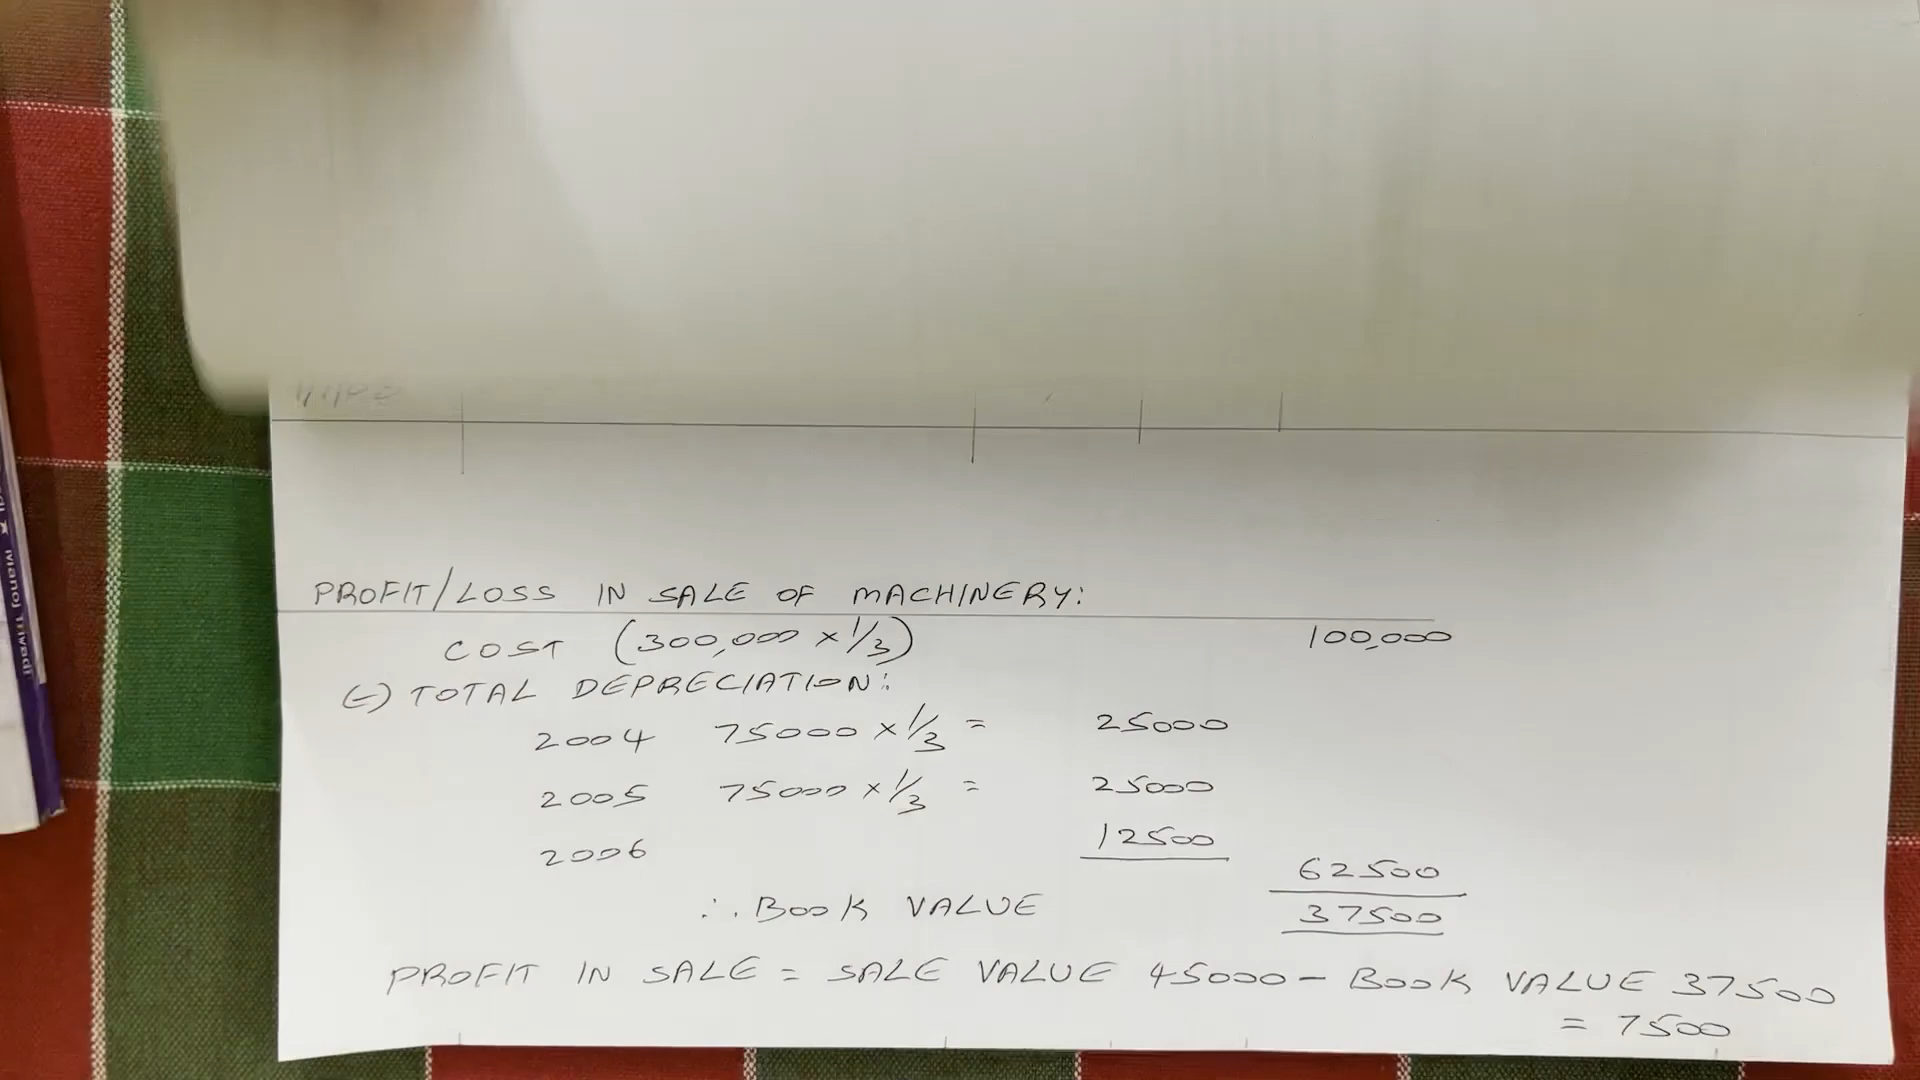 PROFIT/LOSS IN SALE OF MACHINERY:
COST (300,000 × 1/3) 100,000
(-) TOTAL DEPRECIATION:
2004 75000 × 1/3 = 25000
2005 75000 × 1/3 = 25000
2006 12500
62500
∴ BOOK VALUE 37500
PROFIT IN SALE = SALE VALUE 45000 - BOOK VALUE 37500
= 7500
Manoj Trivedi